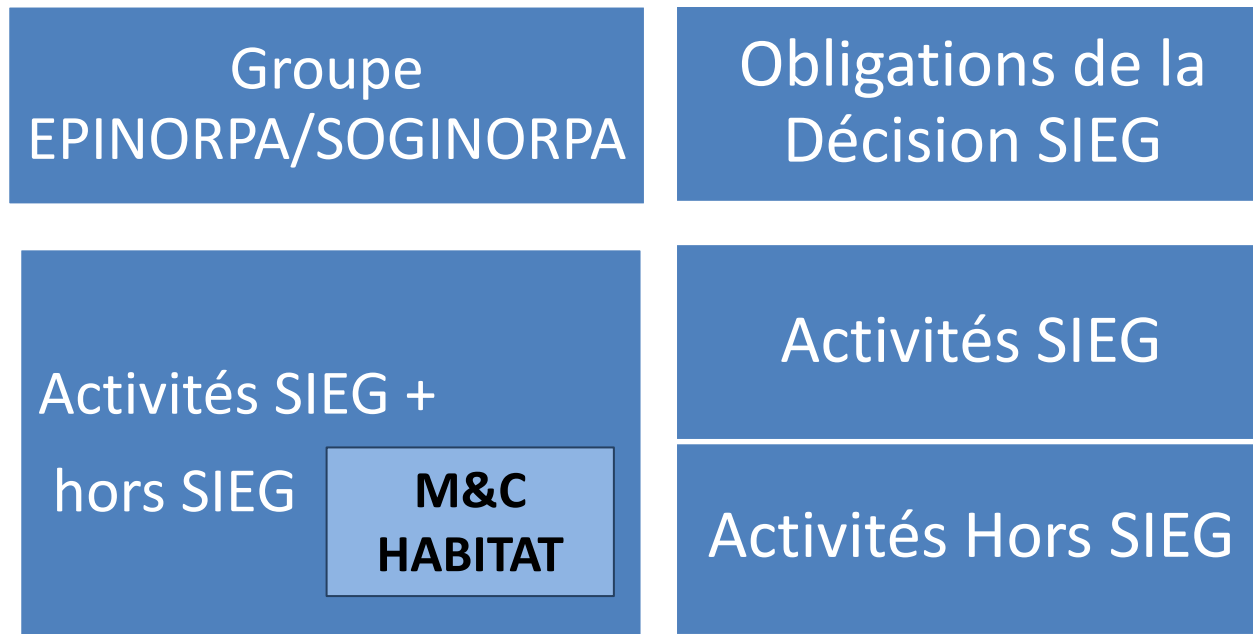 Groupe
EPINORPA/SOGINORPA
Obligations de la
Décision SIEG
Activités SIEG +
hors SIEG
M&C
HABITAT
Activités SIEG
Activités Hors SIEG